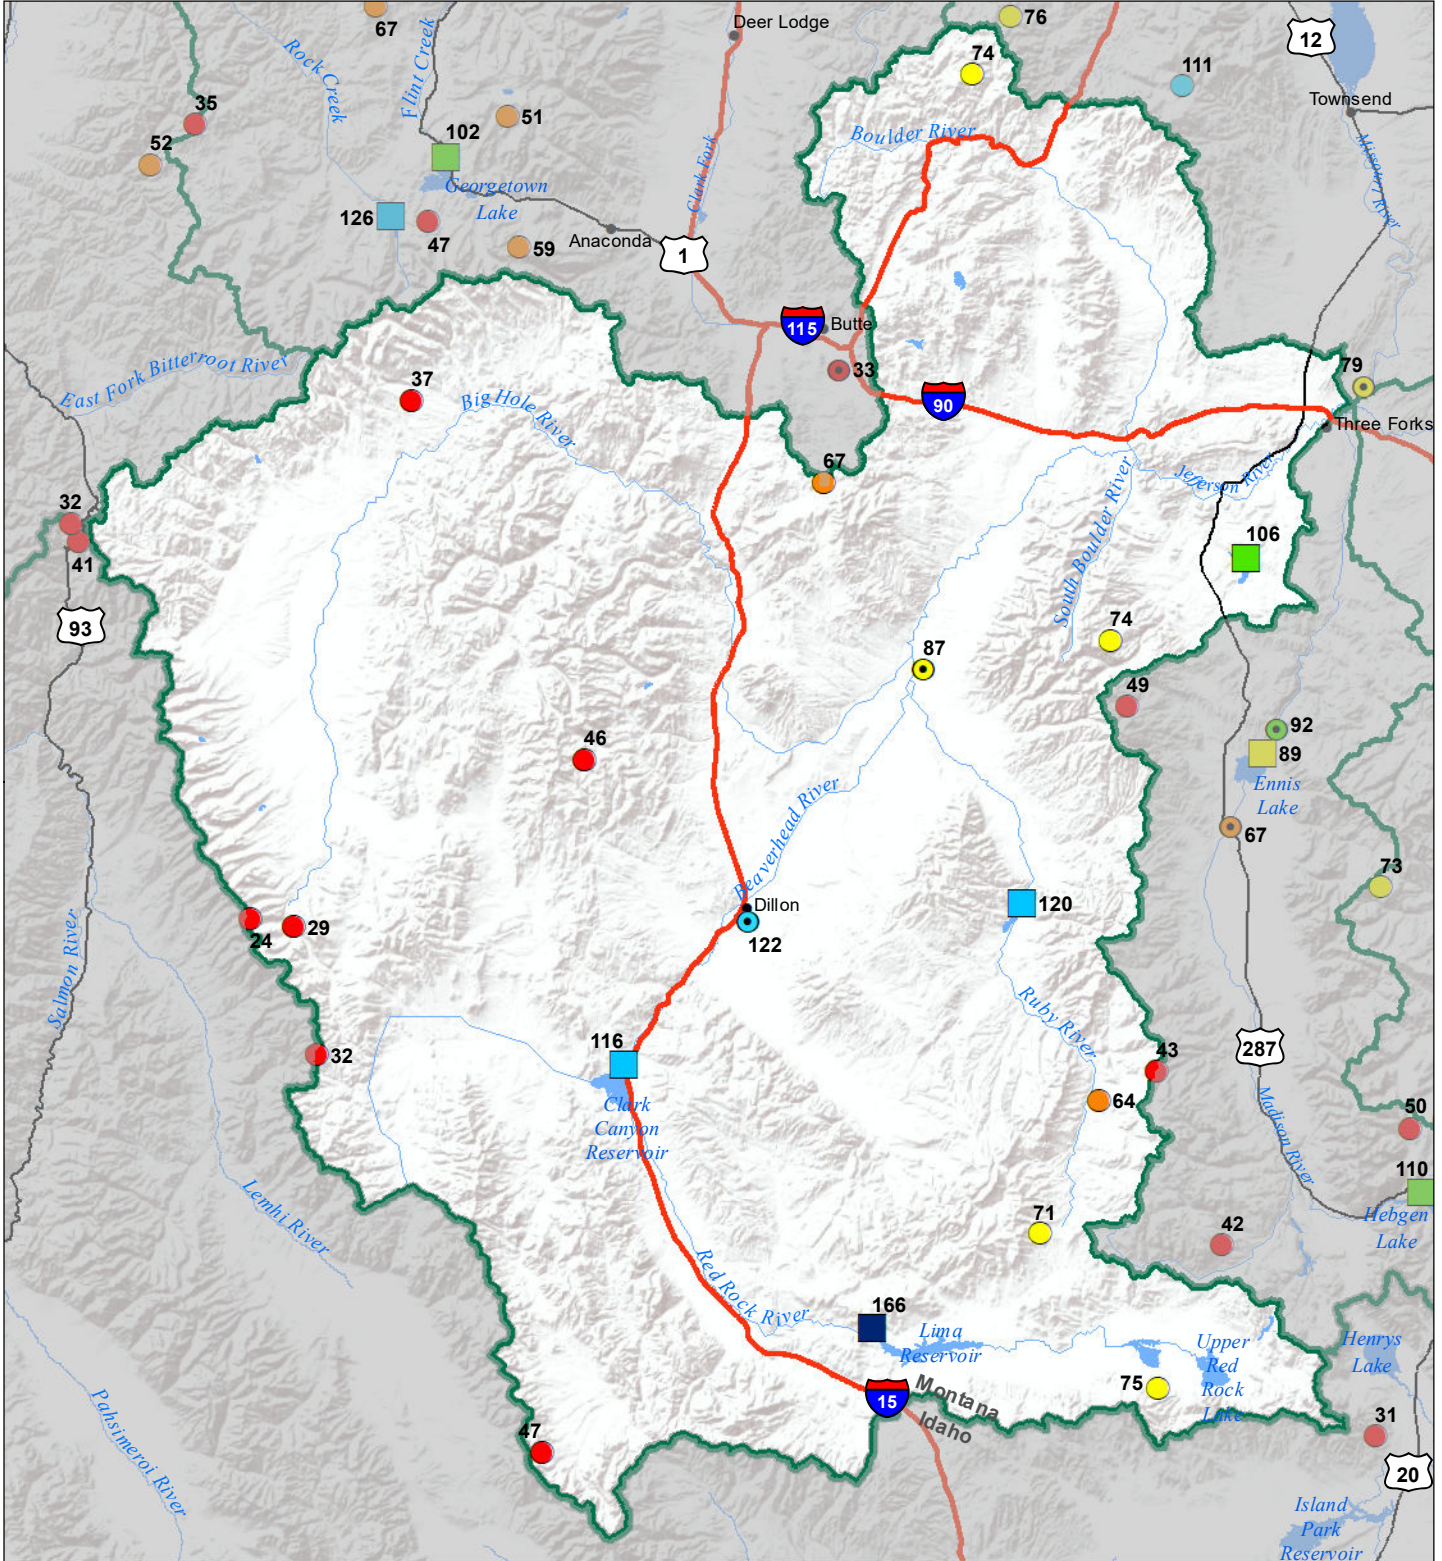 67
Deer Lodge
76
12
74
111
Townsend
Rock Creek
Flint Creek
35
51
52
102
Boulder River
Clark Fork
Missouri River
Georgetown
Lake
126
47
59
Anaconda
1
115
Butte
33
79
East Fork Bitterroot River
37
90
Big Hole River
Three Forks
67
Jefferson River
South Boulder River
32
41
106
93
74
87
49
92
89
46
Ennis
Lake
Beaverhead River
67
73
Dillon
120
122
24
29
Salmon River
Ruby River
116
287
32
43
Clark
Canyon
Reservoir
64
Madison River
50
110
Lemhi River
71
42
Hebgen
Lake
Red Rock River
166
Lima
Reservoir
Upper
Red
Rock
Lake
Henrys
Lake
75
15
Montana
Idaho
Pahsimeroi River
47
31
20
Island
Park
Reservoir